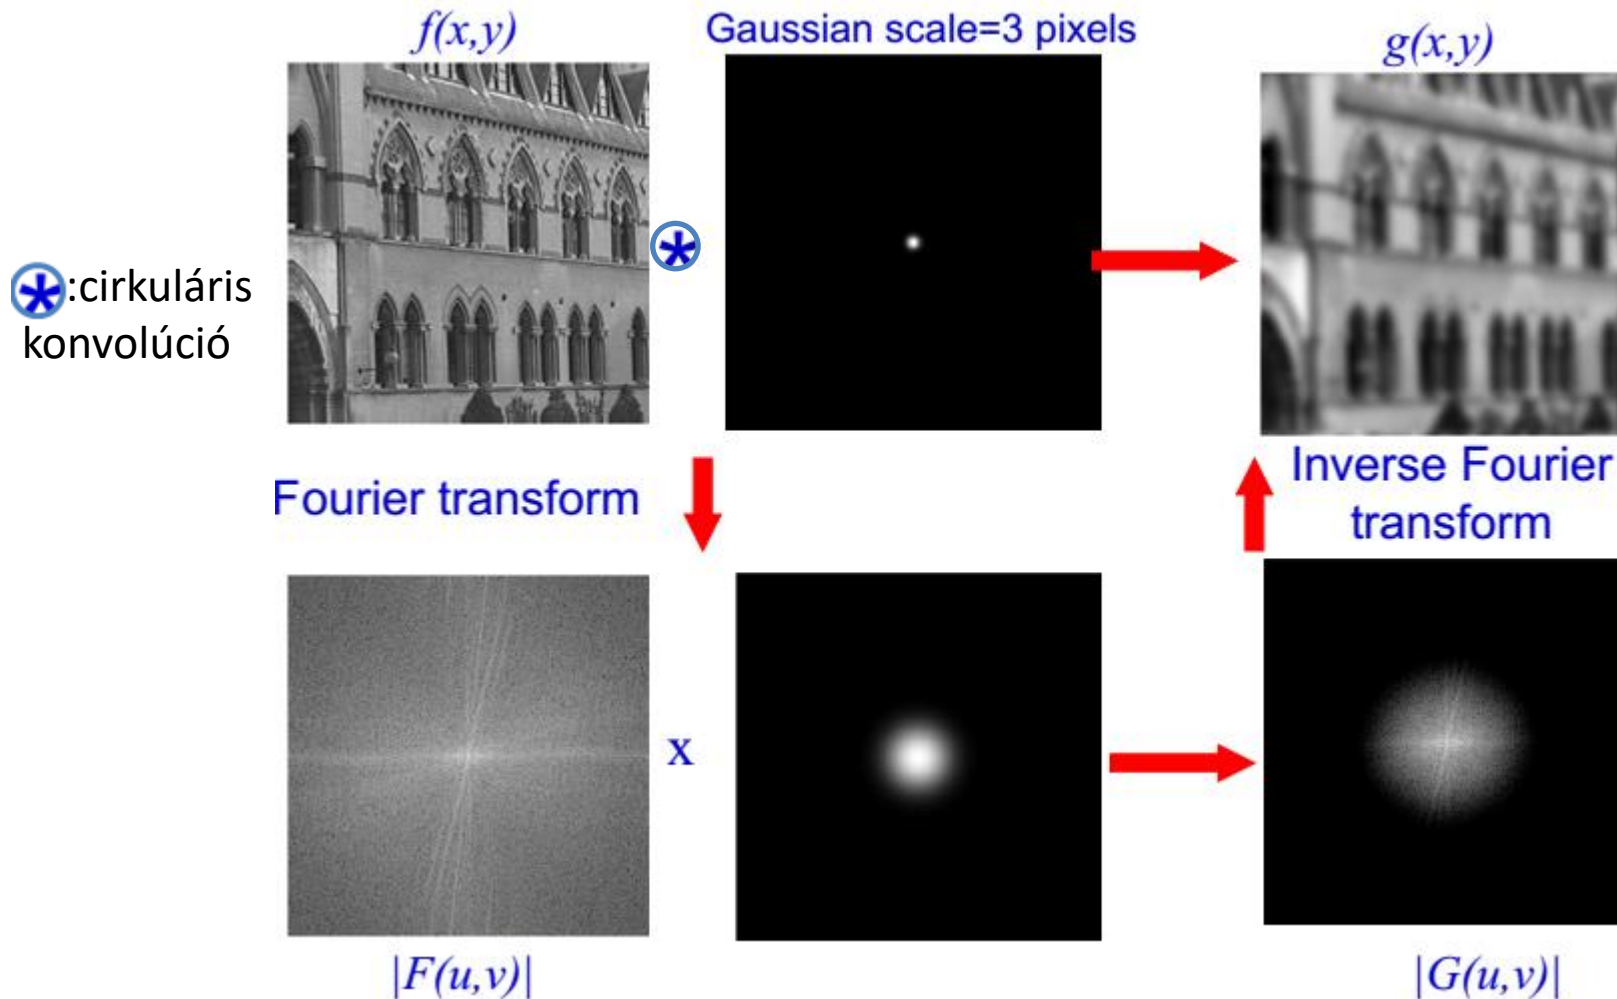 f(x,y)
Gaussian scale=3 pixels
g(x,y)
*
*:cirkuláris
konvolúció
Fourier transform
Inverse Fourier
transform
x
|F(u,v)|
|G(u,v)|